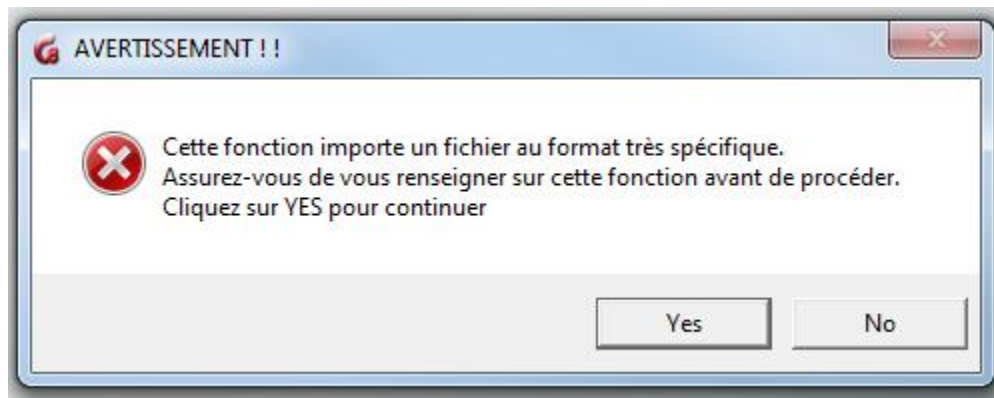 AVERTISSEMENT ! !
Cette fonction importe un fichier au format très spécifique.
Assurez-vous de vous renseigner sur cette fonction avant de procéder.
Cliquez sur YES pour continuer
Yes No